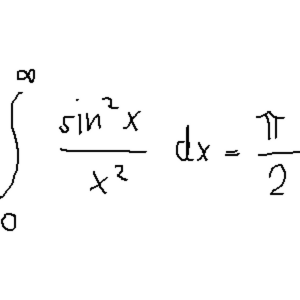 ∫₀^∞ sin²x / x² dx = π / 2